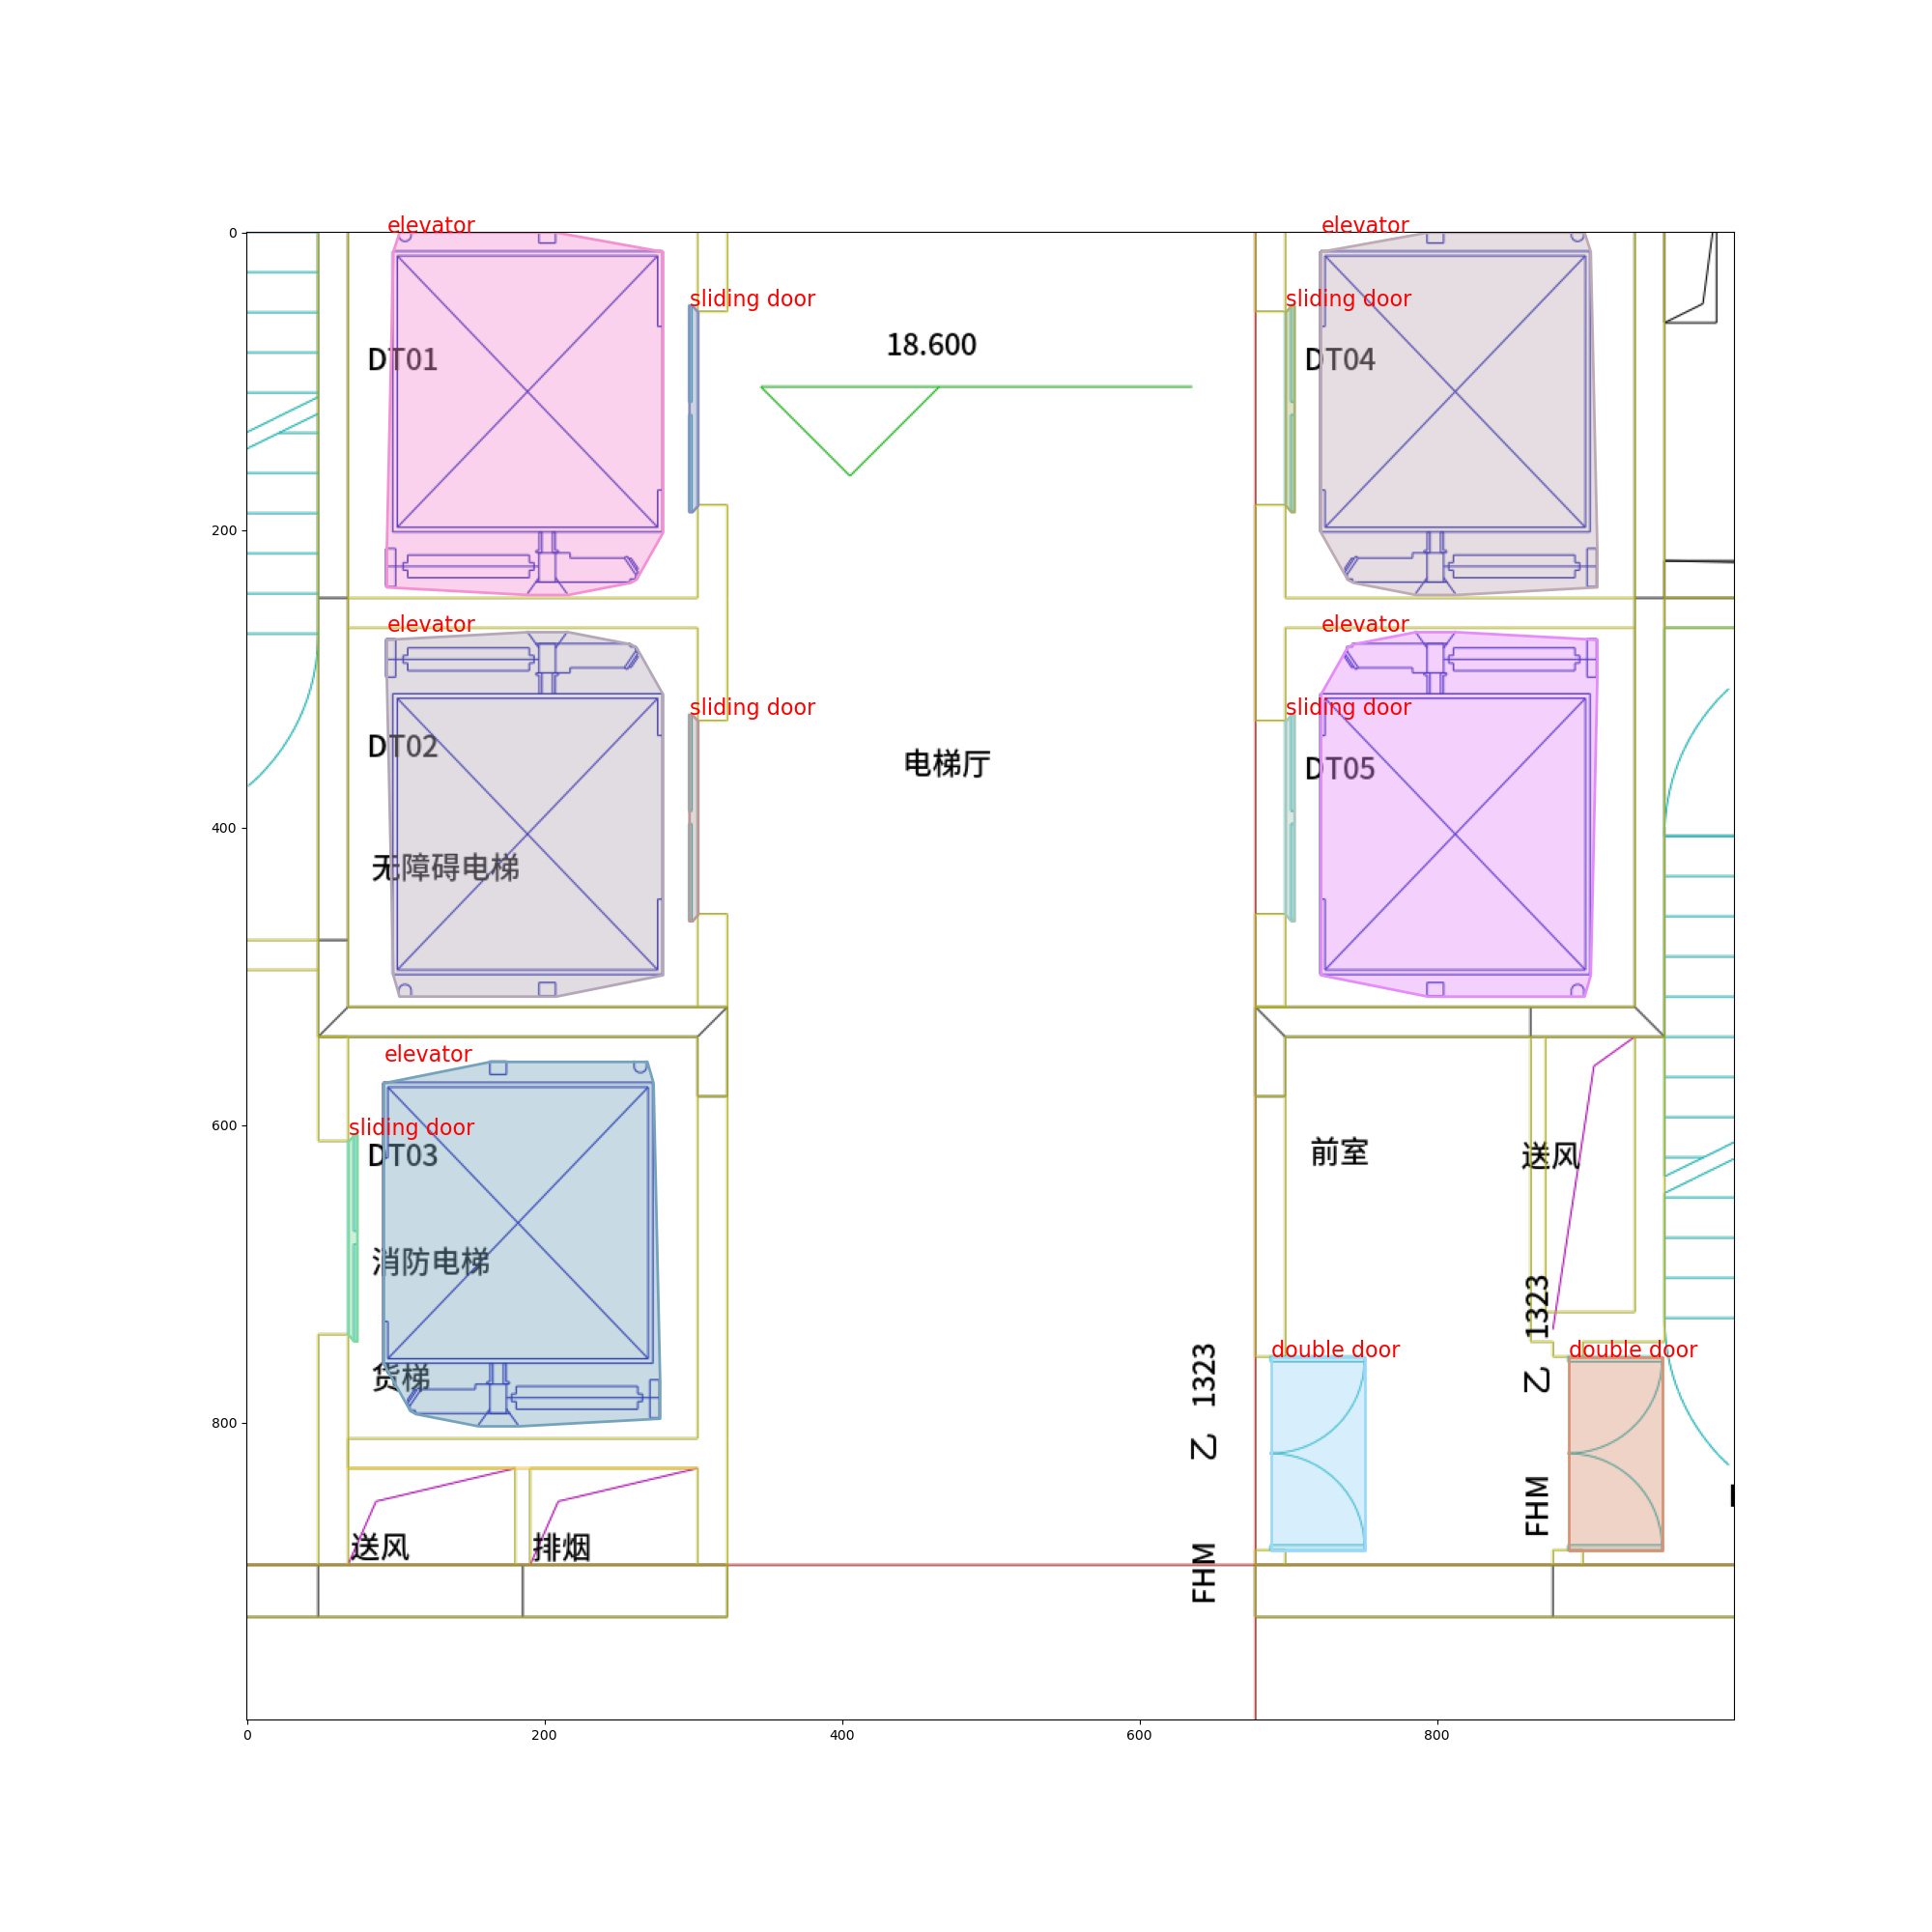 elevator
elevator
0
sliding door
sliding door
18.600
DT01
DT04
200
elevator
elevator
sliding door
sliding door
DT02
电梯厅
DT05
400
无障碍电梯
elevator
600
sliding door
DT03
前室
送风
消防电梯
货梯
double door
double door
FHM 乙 1323
FHM 乙 1323
800
送风
排烟
0
200
400
600
800